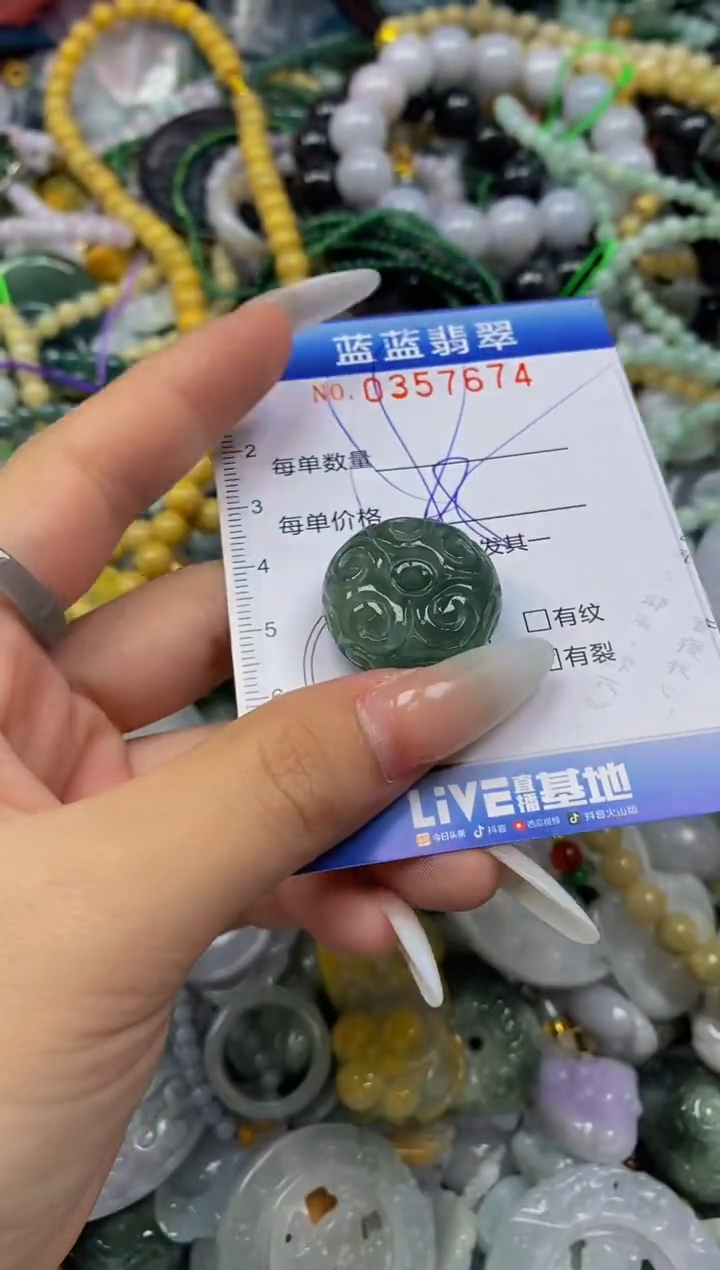 蓝蓝翡翠
NO. 0357674
2
每单数量
3
每单价格
4
发其一
5
有纹
有裂
LiVE直播基地
今日头条 抖音 西瓜视频 抖音火山版